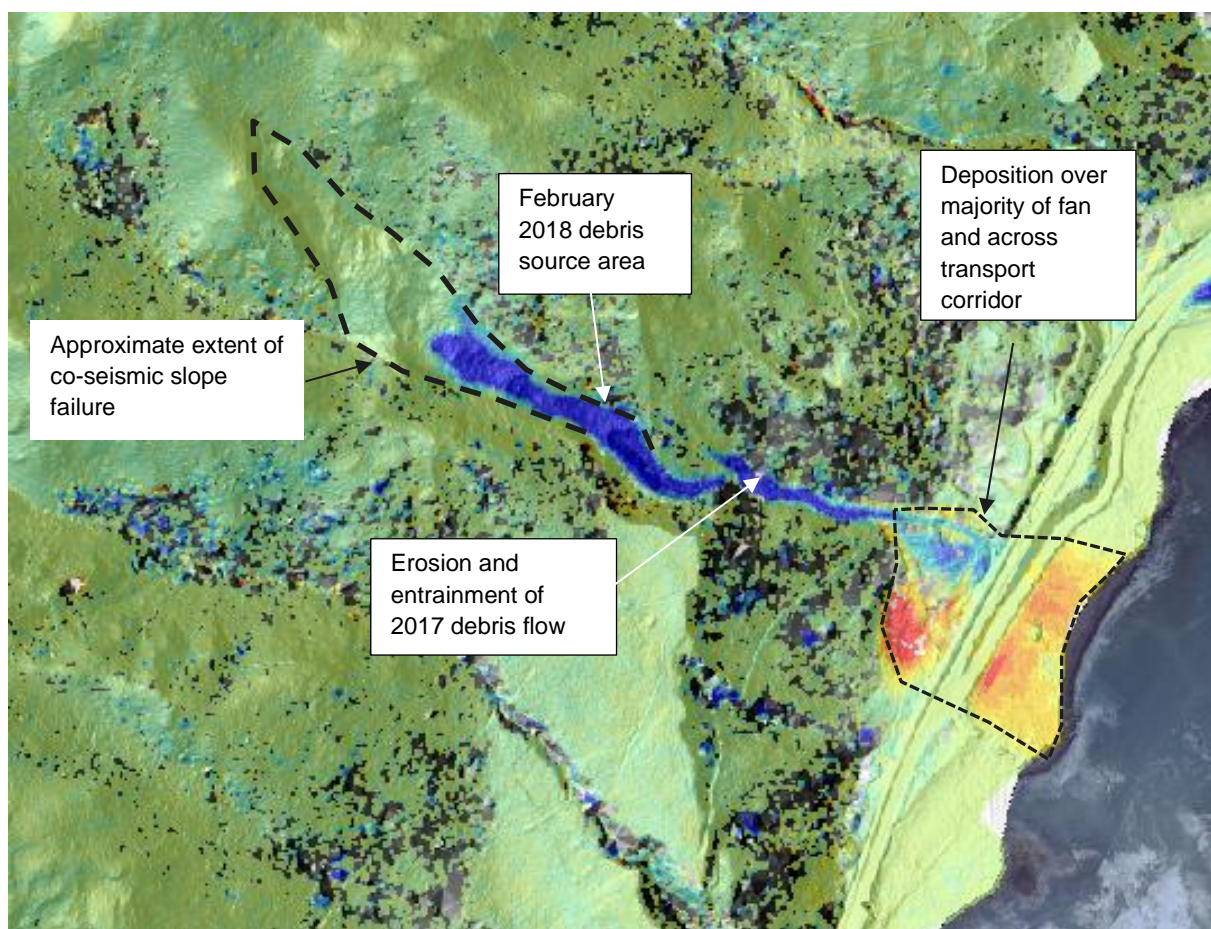 February
2018 debris
source area
Deposition over
majority of fan
and across
transport
corridor
Approximate extent of
co-seismic slope
failure
Erosion and
entrainment of
2017 debris flow